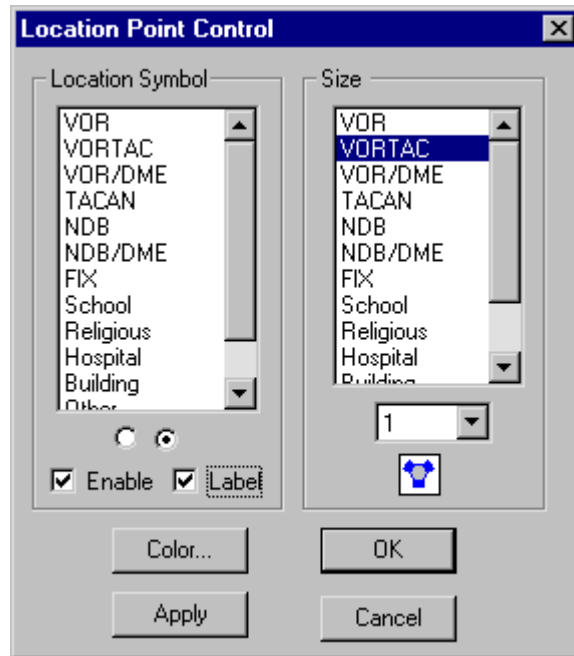 Location Point Control
Location Symbol
VOR
VORTAC
VOR/DME
TACAN
NDB
NDB/DME
FIX
School
Religious
Hospital
Building
Other
Enable
Label
Size
VOR
VORTAC
VOR/DME
TACAN
NDB
NDB/DME
FIX
School
Religious
Hospital
Building
1
Color...
OK
Apply
Cancel